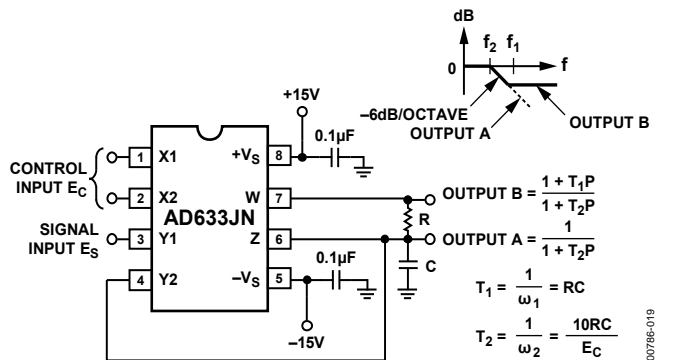 dB
f2 f1
0
f
–6dB/OCTAVE
OUTPUT A
OUTPUT B
+15V
0.1µF
CONTROL
INPUT EC
1 X1
+VS 8
2 X2
W 7
AD633JN
SIGNAL
INPUT ES
3 Y1
Z 6
4 Y2
–VS 5
0.1µF
–15V
R
C
OUTPUT B = 1 + T1P / 1 + T2P
OUTPUT A = 1 / 1 + T2P
T1 = 1 / ω1 = RC
T2 = 1 / ω2 = 10RC / EC
00786-019